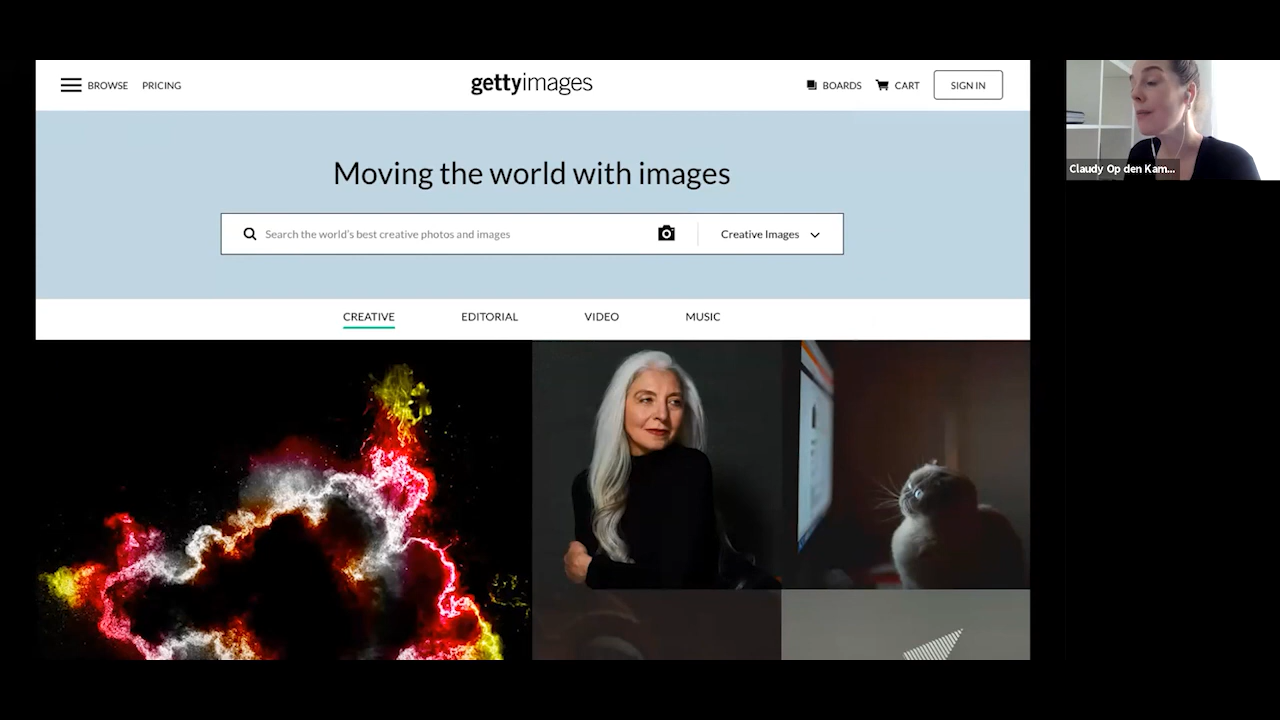 BROWSE PRICING gettyimages BOARDS CART SIGN IN
Moving the world with images
Search the world's best creative photos and images Creative Images
CREATIVE EDITORIAL VIDEO MUSIC
Claudy Op den Kam...